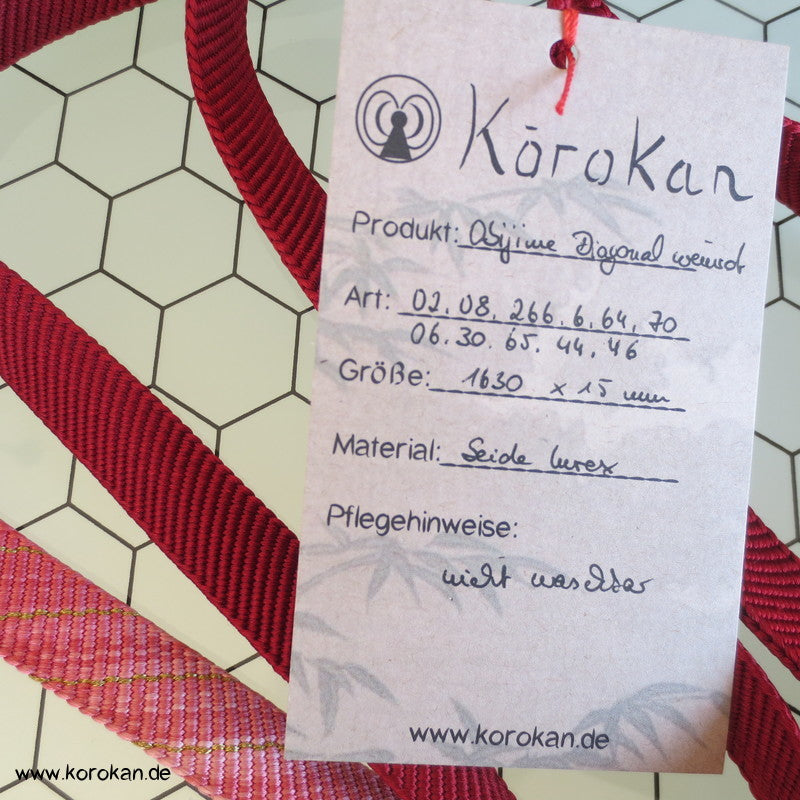 Kōrokan
Produkt: Obijime Diagonal weinrot
Art: 02.08.266.6.64.70
06.30.65.44.46
Größe: 1630 x 15 mm
Material: Seide Lurex
Pflegehinweise:
nicht waschbar
www.korokan.de
www.korokan.de